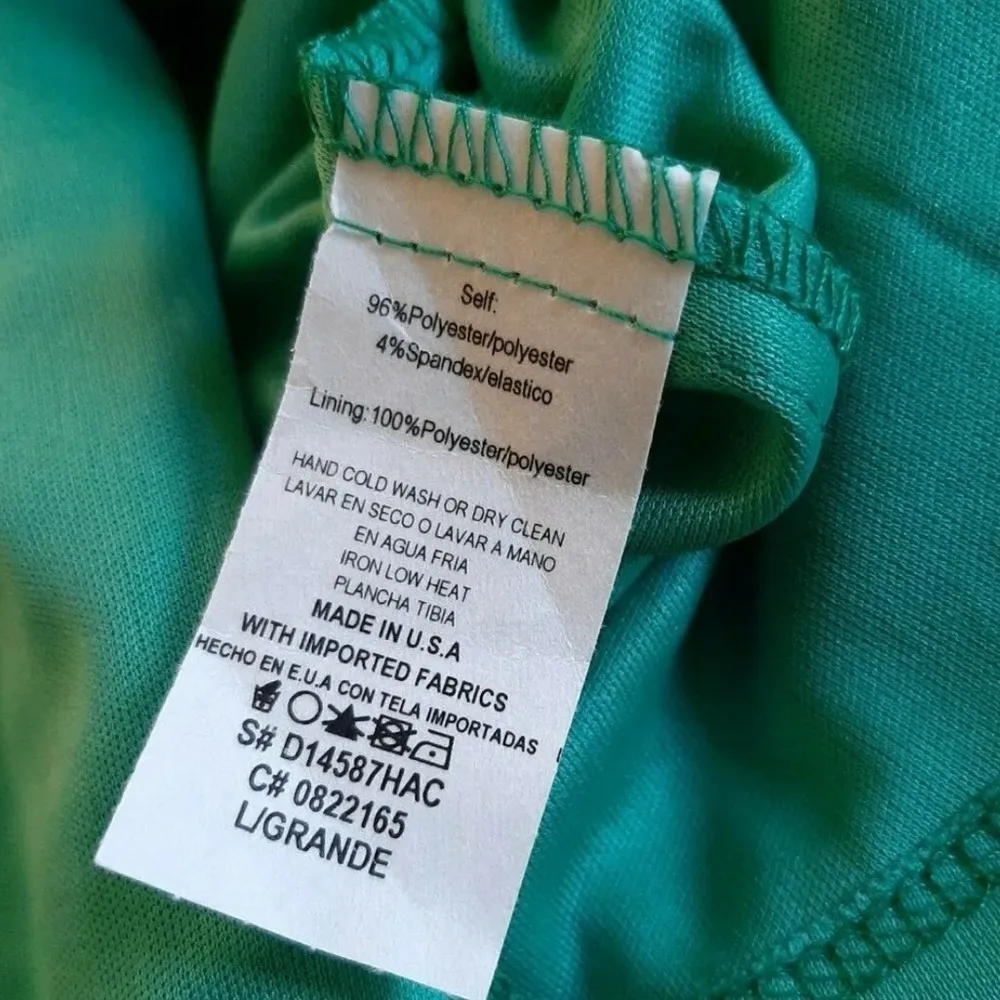 Self:
96%Polyester/polyester
4%Spandex/elastico
Lining:100%Polyester/polyester
HAND COLD WASH OR DRY CLEAN
LAVAR EN SECO O LAVAR A MANO
EN AGUA FRIA
IRON LOW HEAT
PLANCHA TIBIA
MADE IN U.S.A
WITH IMPORTED FABRICS
HECHO EN E.U.A CON TELA IMPORTADAS
S# D14587HAC
C# 0822165
L/GRANDE